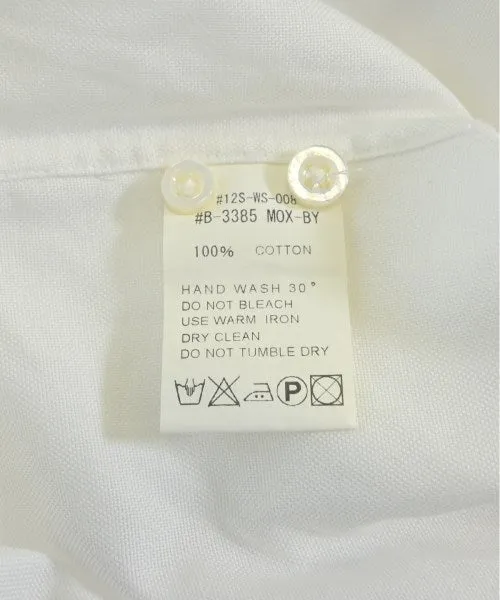 #12S-WS-008
#B-3385 MOX-BY
100% COTTON
HAND WASH 30°
DO NOT BLEACH
USE WARM IRON
DRY CLEAN
DO NOT TUMBLE DRY
P